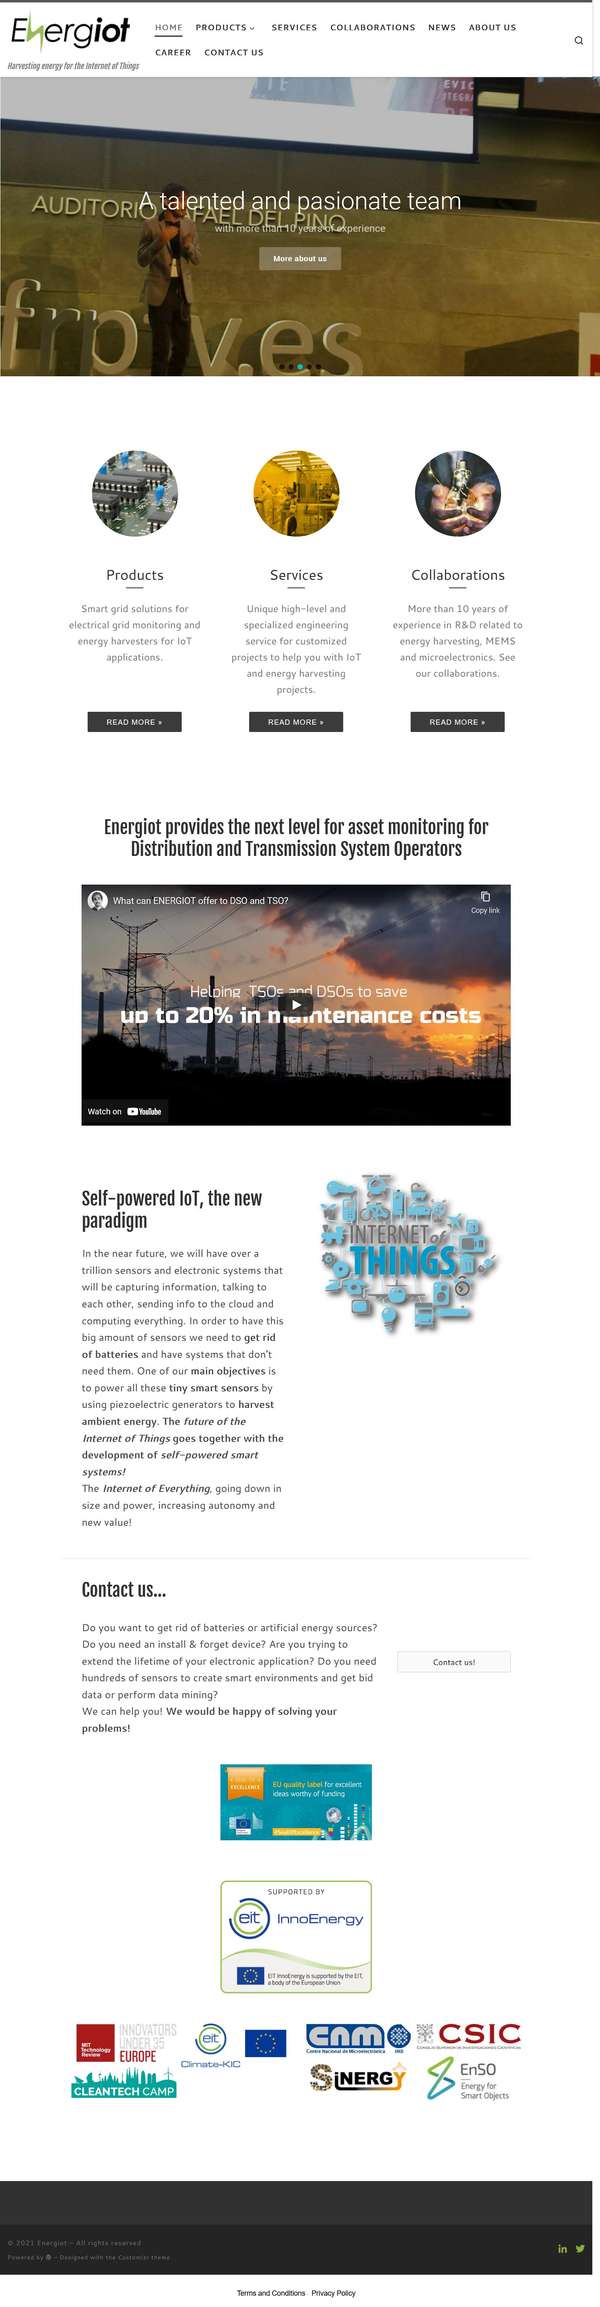 Energiot
Harvesting energy for the Internet of Things
HOME PRODUCTS SERVICES COLLABORATIONS NEWS ABOUT US
CAREER CONTACT US
AUDITORIO RAFAEL DEL PINO
A talented and pasionate team
with more than 10 years of experience
More about us
Products
Smart grid solutions for
electrical grid monitoring and
energy harvesters for IoT
applications.
READ MORE »
Services
Unique high-level and
specialized engineering
service for customized
projects to help you with IoT
and energy harvesting
projects.
READ MORE »
Collaborations
More than 10 years of
experience in R&D related to
energy harvesting, MEMS
and microelectronics. See
our collaborations.
READ MORE »
Energiot provides the next level for asset monitoring for
Distribution and Transmission System Operators
What can ENERGIOT offer to DSO and TSO?
Copy link
Helping TSOs and DSOs to save
up to 20% in maintenance costs
Watch on YouTube
Self-powered IoT, the new
paradigm
In the near future, we will have over a
trillion sensors and electronic systems that
will be capturing information, talking to
each other, sending info to the cloud and
computing everything. In order to have this
big amount of sensors we need to get rid
of batteries and have systems that don't
need them. One of our main objectives is
to power all these tiny smart sensors by
using piezoelectric generators to harvest
ambient energy. The future of the
Internet of Things goes together with the
development of self-powered smart
systems!
The Internet of Everything, going down in
size and power, increasing autonomy and
new value!
INTERNET of
THINGS
Contact us...
Do you want to get rid of batteries or artificial energy sources?
Do you need an install & forget device? Are you trying to
extend the lifetime of your electronic application? Do you need
hundreds of sensors to create smart environments and get bid
data or perform data mining?
We can help you! We would be happy of solving your
problems!
Contact us!
EXCELLENCE
EU quality label for excellent
ideas worthy of funding
#SealOfExcellence
SUPPORTED BY
eit InnoEnergy
EIT InnoEnergy is supported by the EIT,
a body of the European Union
MIT
Technology
Review
INNOVATORS
UNDER 35
EUROPE
CLEANTECH CAMP
eit
Climate-KIC
cnm
IMB
Centro Nacional de Microelectrónica
CSIC
CONSEJO SUPERIOR DE INVESTIGACIONES CIENTÍFICAS
SiNERGY
EnSO
Energy for
Smart Objects
© 2021 Energiot – All rights reserved
Powered by – Designed with the Customizr theme
Terms and Conditions Privacy Policy